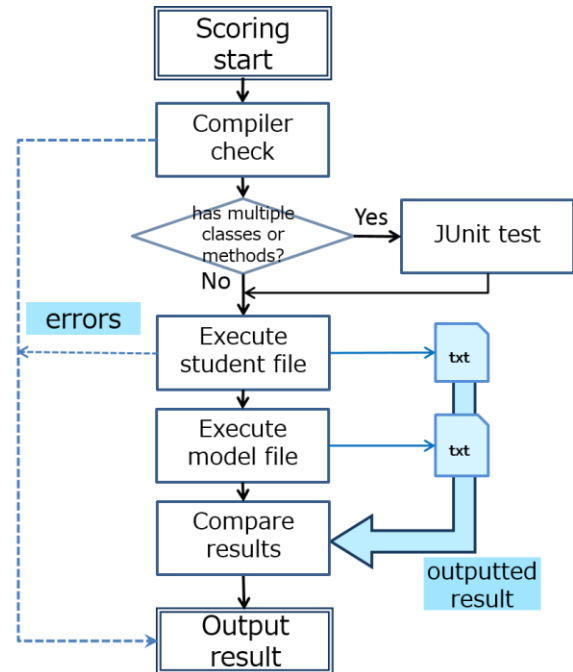 Scoring
start
Compiler
check
has multiple
classes or
methods?
Yes
JUnit test
No
errors
Execute
student file
txt
Execute
model file
txt
Compare
results
outputted
result
Output
result